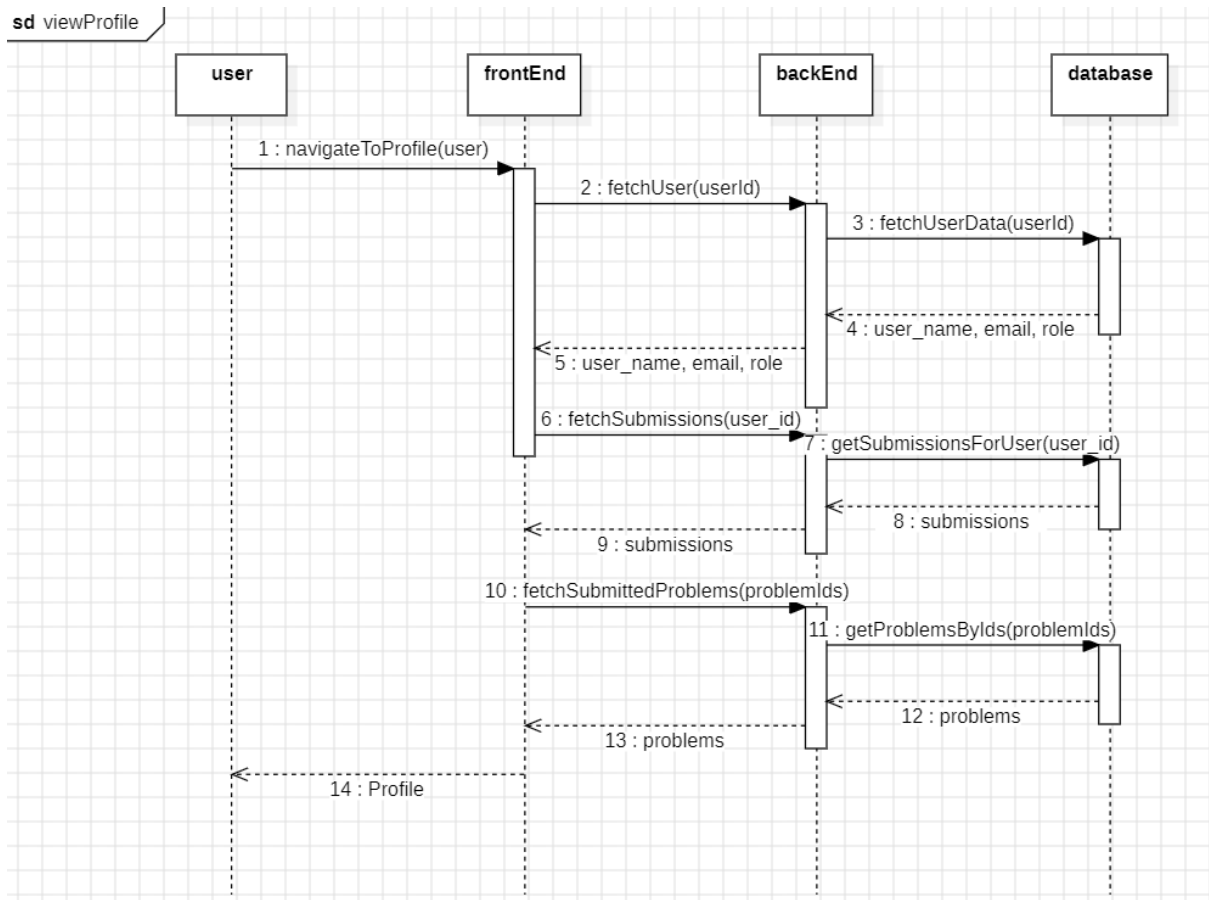 sd viewProfile
user
frontEnd
backEnd
database
1 : navigateToProfile(user)
2 : fetchUser(userId)
3 : fetchUserData(userId)
4 : user_name, email, role
5 : user_name, email, role
6 : fetchSubmissions(user_id)
7 : getSubmissionsForUser(user_id)
8 : submissions
9 : submissions
10 : fetchSubmittedProblems(problemIds)
11 : getProblemsByIds(problemIds)
12 : problems
13 : problems
14 : Profile